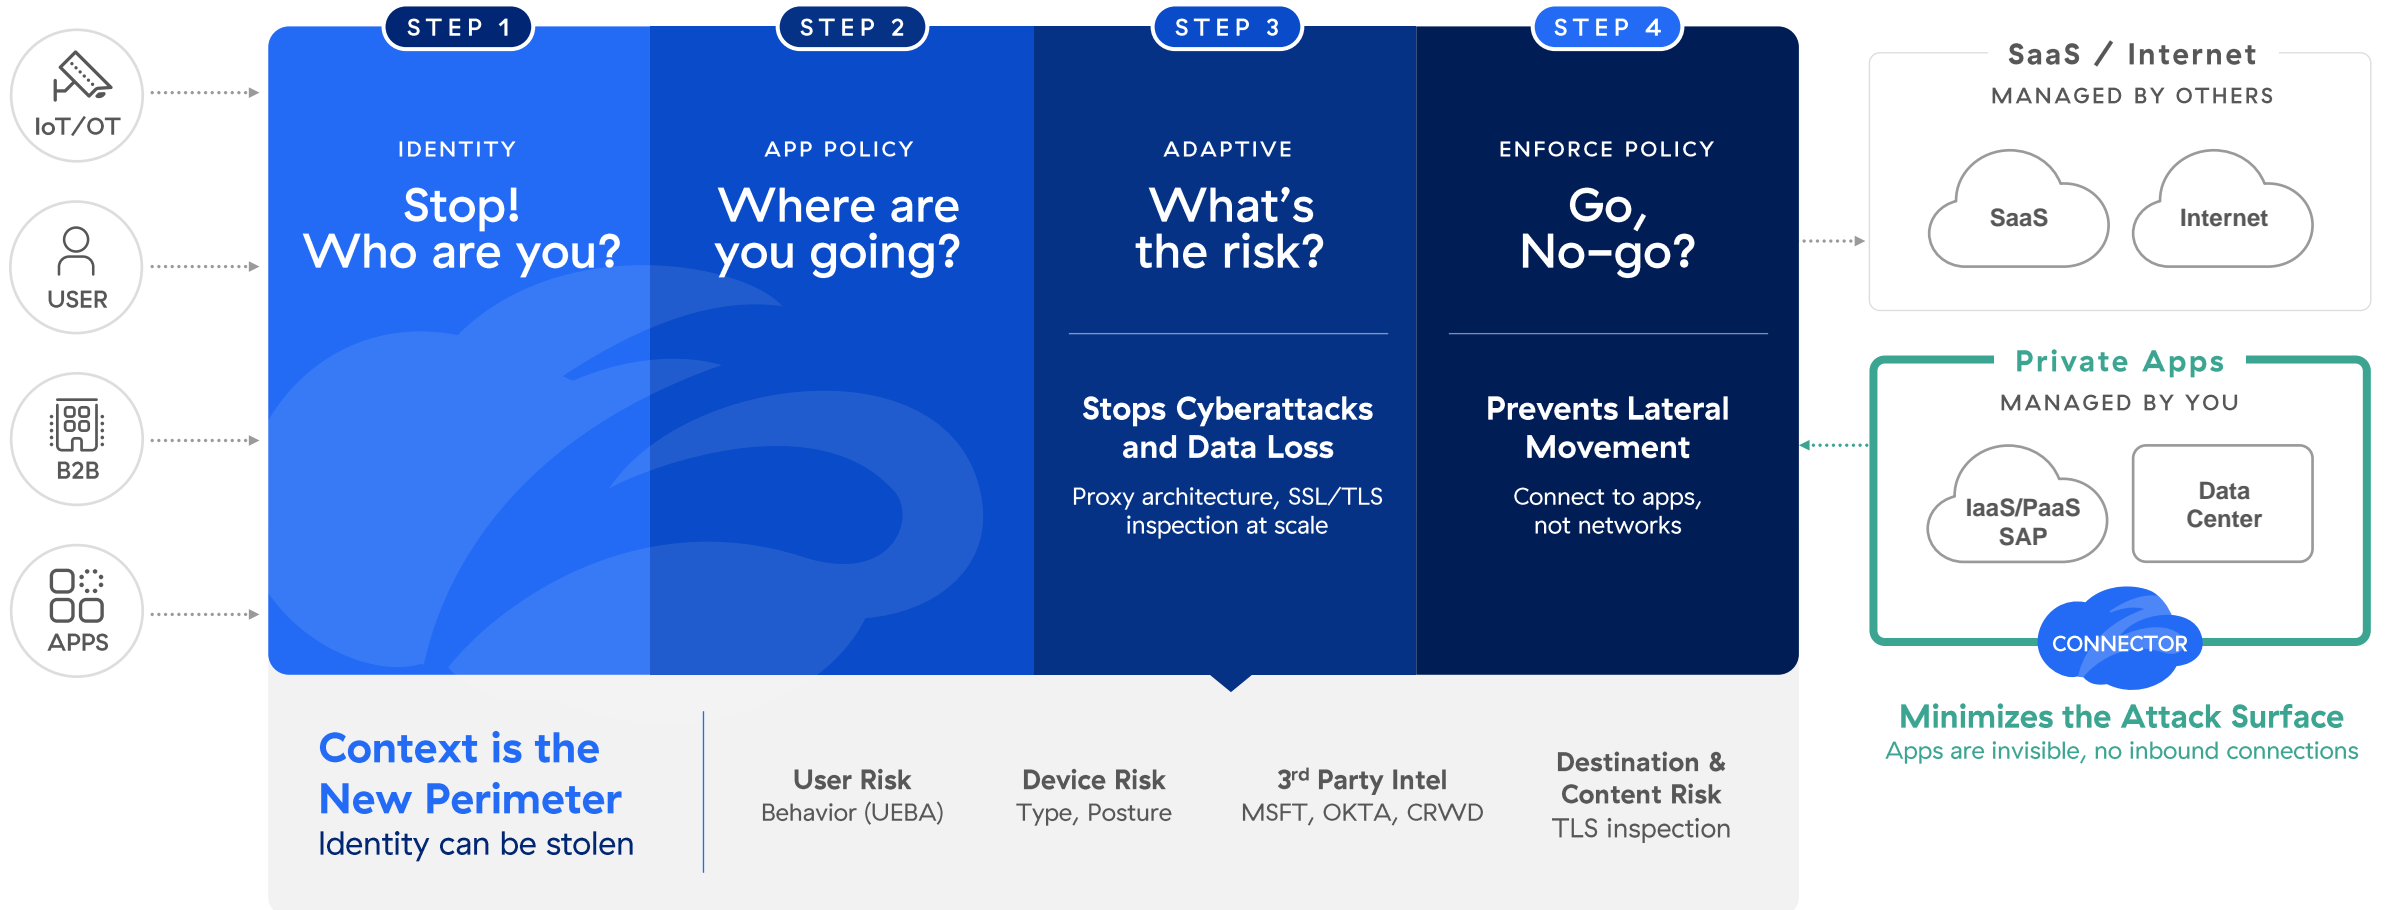 IoT/OT
USER
B2B
APPS
STEP 1
IDENTITY
Stop!
Who are you?
STEP 2
APP POLICY
Where are
you going?
STEP 3
ADAPTIVE
What's
the risk?
Stops Cyberattacks
and Data Loss
Proxy architecture, SSL/TLS
inspection at scale
STEP 4
ENFORCE POLICY
Go,
No–go?
Prevents Lateral
Movement
Connect to apps,
not networks
Context is the
New Perimeter
Identity can be stolen
User Risk
Behavior (UEBA)
Device Risk
Type, Posture
3rd Party Intel
MSFT, OKTA, CRWD
Destination &
Content Risk
TLS inspection
SaaS / Internet
MANAGED BY OTHERS
SaaS
Internet
Private Apps
MANAGED BY YOU
IaaS/PaaS
SAP
Data
Center
CONNECTOR
Minimizes the Attack Surface
Apps are invisible, no inbound connections